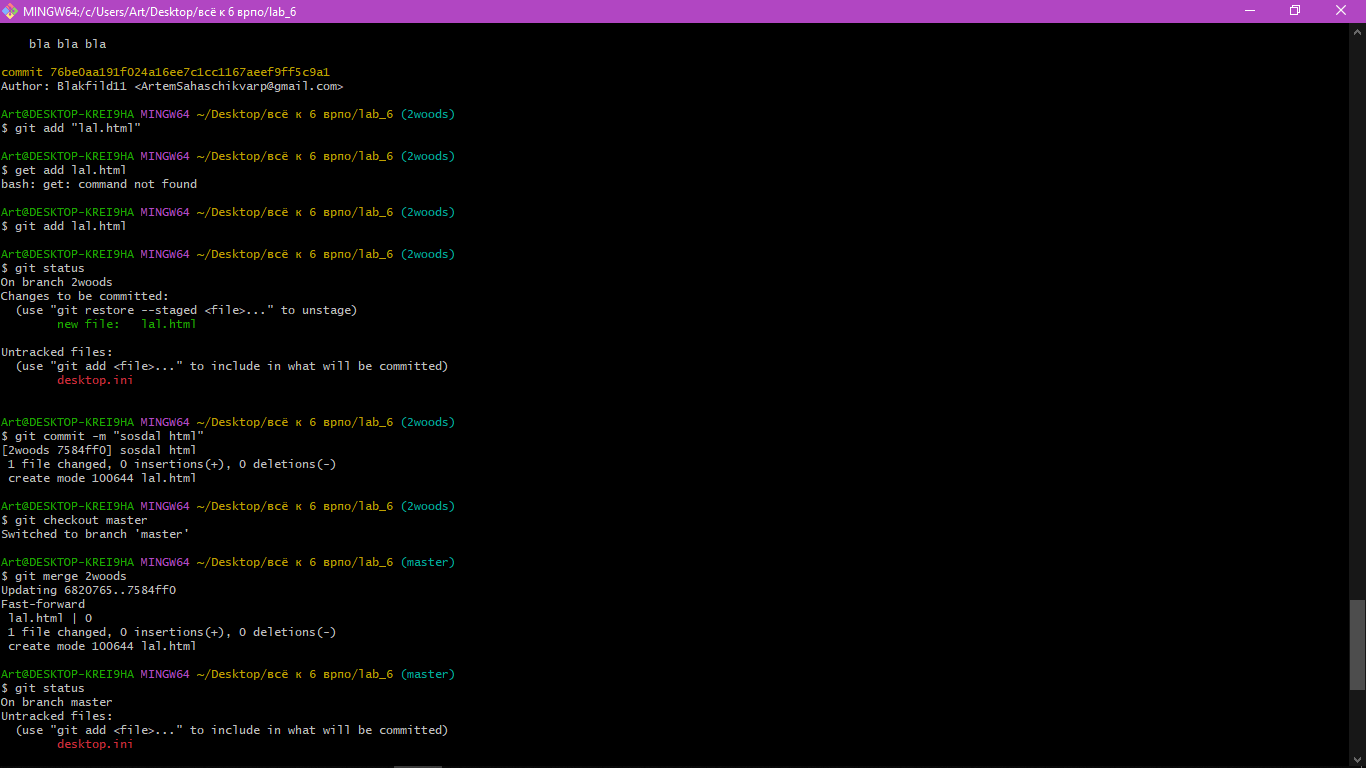 MINGW64:/c/Users/Art/Desktop/всё к 6 врпо/lab_6
bla bla bla
commit 76be0aa191f024a16ee7c1cc1167aeef9ff5c9a1
Author: Blakfild11 <ArtemSahaschikvarp@gmail.com>
Art@DESKTOP-KREI9HA MINGW64 ~/Desktop/всё к 6 врпо/lab_6 (2woods)
$ git add "lal.html"
Art@DESKTOP-KREI9HA MINGW64 ~/Desktop/всё к 6 врпо/lab_6 (2woods)
$ get add lal.html
bash: get: command not found
Art@DESKTOP-KREI9HA MINGW64 ~/Desktop/всё к 6 врпо/lab_6 (2woods)
$ git add lal.html
Art@DESKTOP-KREI9HA MINGW64 ~/Desktop/всё к 6 врпо/lab_6 (2woods)
$ git status
On branch 2woods
Changes to be committed:
(use "git restore --staged <file>..." to unstage)
new file:   lal.html
Untracked files:
(use "git add <file>..." to include in what will be committed)
desktop.ini
Art@DESKTOP-KREI9HA MINGW64 ~/Desktop/всё к 6 врпо/lab_6 (2woods)
$ git commit -m "sosdal html"
[2woods 7584ff0] sosdal html
1 file changed, 0 insertions(+), 0 deletions(-)
create mode 100644 lal.html
Art@DESKTOP-KREI9HA MINGW64 ~/Desktop/всё к 6 врпо/lab_6 (2woods)
$ git checkout master
Switched to branch 'master'
Art@DESKTOP-KREI9HA MINGW64 ~/Desktop/всё к 6 врпо/lab_6 (master)
$ git merge 2woods
Updating 6820765..7584ff0
Fast-forward
lal.html | 0
1 file changed, 0 insertions(+), 0 deletions(-)
create mode 100644 lal.html
Art@DESKTOP-KREI9HA MINGW64 ~/Desktop/всё к 6 врпо/lab_6 (master)
$ git status
On branch master
Untracked files:
(use "git add <file>..." to include in what will be committed)
desktop.ini